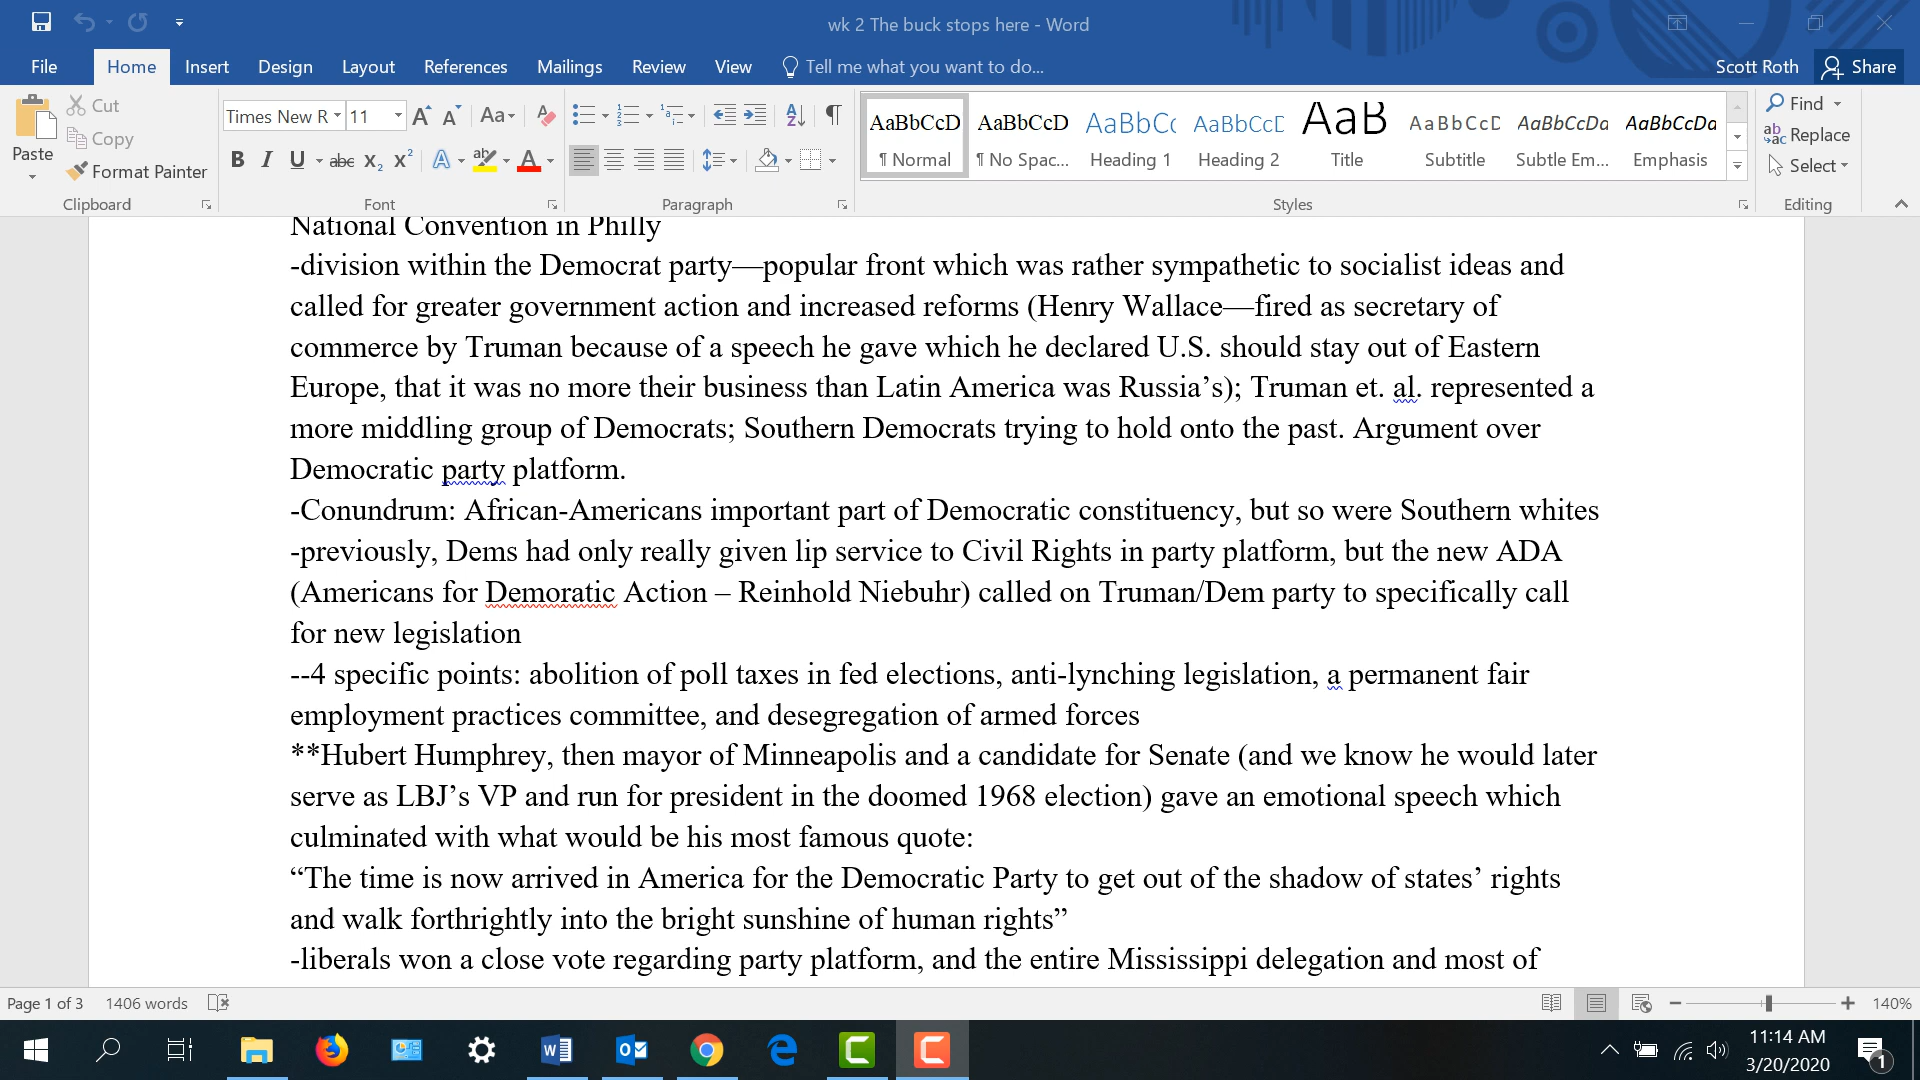 wk 2 The buck stops here - Word
File Home Insert Design Layout References Mailings Review View Tell me what you want to do... Scott Roth Share
Paste Cut Copy Format Painter Clipboard
Times New R 11 Aa
B I U abc X₂ X² A ab A Font
Paragraph
AaBbCcD AaBbCcD AaBbCc AaBbCcD AaB AaBbCcD AaBbCcDd AaBbCcDd
¶ Normal ¶ No Spac... Heading 1 Heading 2 Title Subtitle Subtle Em... Emphasis
Styles
Find Replace Select Editing
National Convention in Philly
-division within the Democrat party—popular front which was rather sympathetic to socialist ideas and
called for greater government action and increased reforms (Henry Wallace—fired as secretary of
commerce by Truman because of a speech he gave which he declared U.S. should stay out of Eastern
Europe, that it was no more their business than Latin America was Russia’s); Truman et. al. represented a
more middling group of Democrats; Southern Democrats trying to hold onto the past. Argument over
Democratic party platform.
-Conundrum: African-Americans important part of Democratic constituency, but so were Southern whites
-previously, Dems had only really given lip service to Civil Rights in party platform, but the new ADA
(Americans for Demoratic Action – Reinhold Niebuhr) called on Truman/Dem party to specifically call
for new legislation
--4 specific points: abolition of poll taxes in fed elections, anti-lynching legislation, a permanent fair
employment practices committee, and desegregation of armed forces
**Hubert Humphrey, then mayor of Minneapolis and a candidate for Senate (and we know he would later
serve as LBJ’s VP and run for president in the doomed 1968 election) gave an emotional speech which
culminated with what would be his most famous quote:
“The time is now arrived in America for the Democratic Party to get out of the shadow of states’ rights
and walk forthrightly into the bright sunshine of human rights”
-liberals won a close vote regarding party platform, and the entire Mississippi delegation and most of
Page 1 of 3 1406 words 140%
11:14 AM
3/20/2020
1